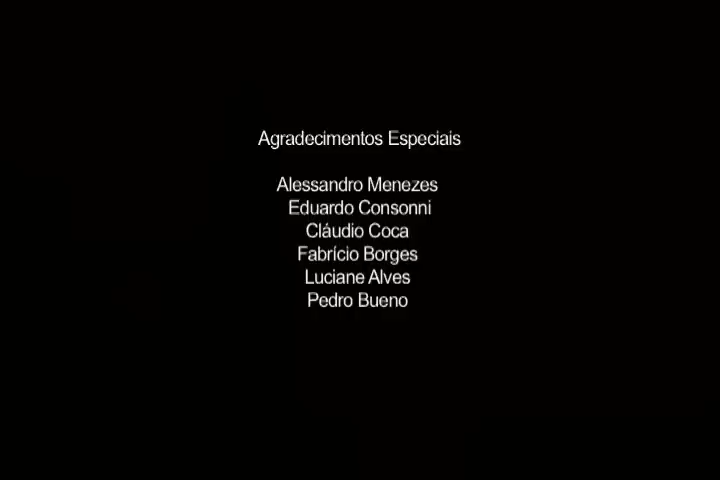 Agradecimentos Especiais
Alessandro Menezes
Eduardo Consonni
Cláudio Coca
Fabrício Borges
Luciane Alves
Pedro Bueno